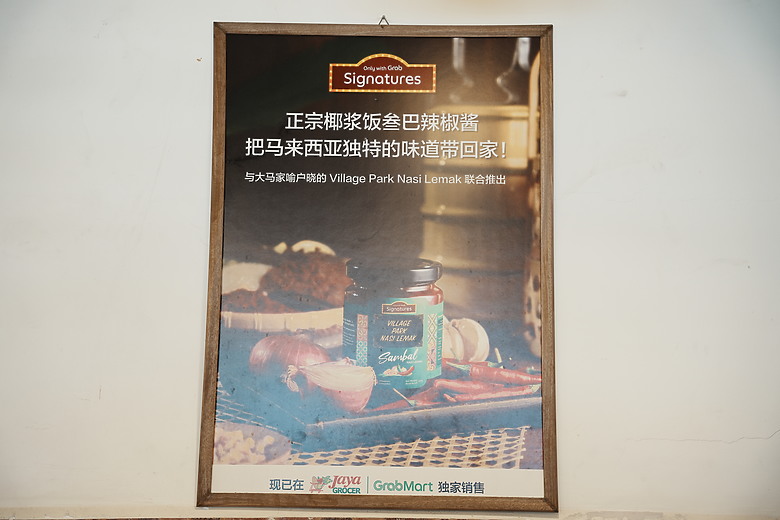 Only with Grab
Signatures
正宗椰浆饭叁巴辣椒酱
把马来西亚独特的味道带回家！
与大马家喻户晓的 Village Park Nasi Lemak 联合推出
Signatures
VILLAGE
PARK
NASI LEMAK
Sambal
现已在 Jaya GROCER | GrabMart 独家销售